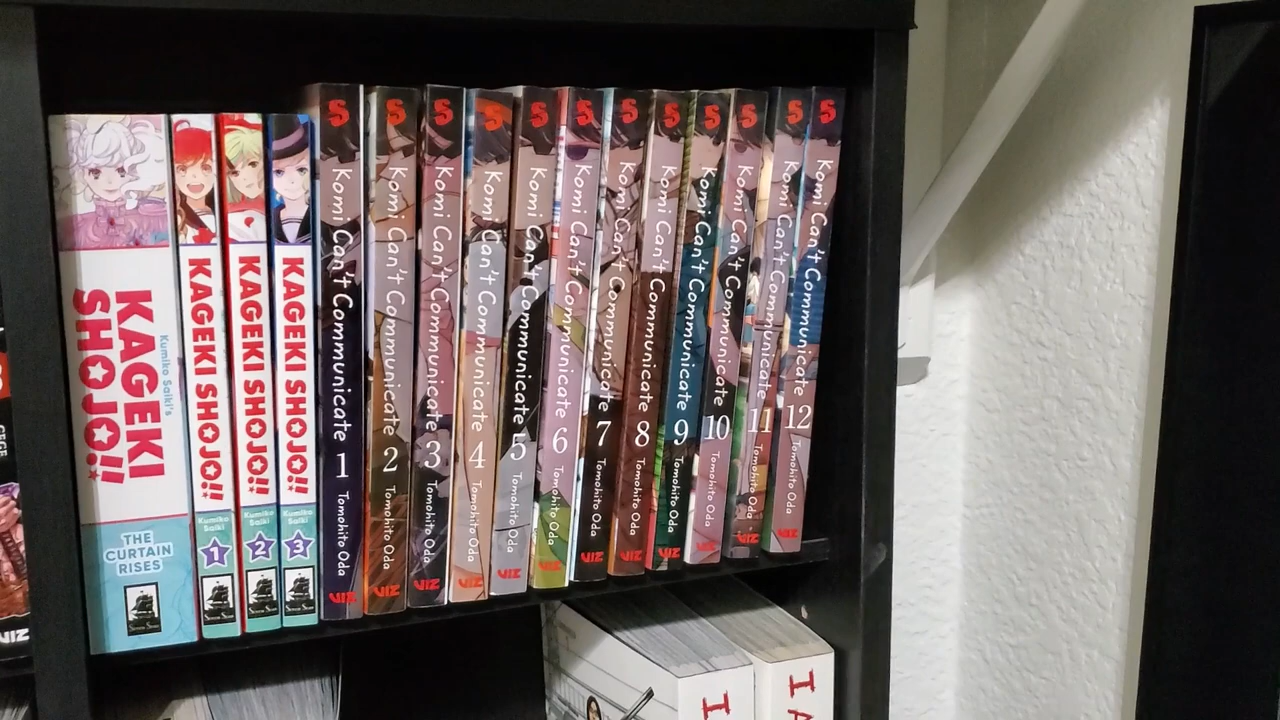 Kumiko Saiki's
KAGEKI
SHOJO!!
THE
CURTAIN
RISES
KAGEKI SHOJO!!
Kumiko
Saiki
1
KAGEKI SHOJO!!
Kumiko
Saiki
2
KAGEKI SHOJO!!
Kumiko
Saiki
3
S
Komi Can't Communicate 1 Tomohito Oda
VIZ
S
Komi Can't Communicate 2 Tomohito Oda
VIZ
S
Komi Can't Communicate 3 Tomohito Oda
VIZ
S
Komi Can't Communicate 4 Tomohito Oda
VIZ
S
Komi Can't Communicate 5 Tomohito Oda
VIZ
S
Komi Can't Communicate 6 Tomohito Oda
VIZ
S
Komi Can't Communicate 7 Tomohito Oda
VIZ
S
Komi Can't Communicate 8 Tomohito Oda
VIZ
S
Komi Can't Communicate 9 Tomohito Oda
VIZ
S
Komi Can't Communicate 10 Tomohito Oda
VIZ
S
Komi Can't Communicate 11 Tomohito Oda
VIZ
S
Komi Can't Communicate 12 Tomohito Oda
VIZ
GEGE
VIZ
I
I A